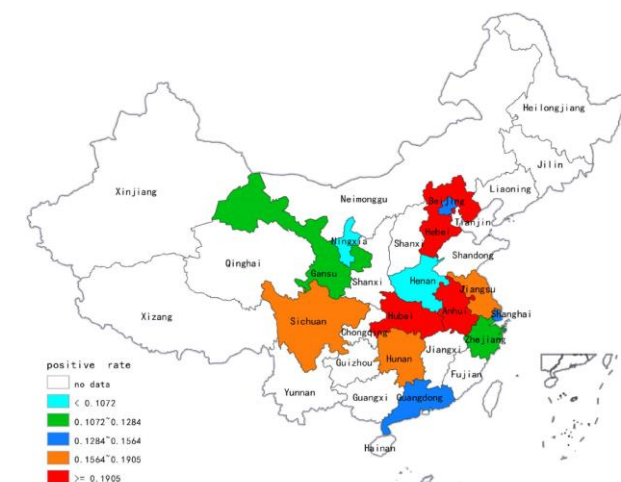 Heilongjiang
Jilin
Liaoning
Xinjiang
Neimonggu
Beijing
Tianjin
Hebei
Ningxia
Shanxi
Shandong
Qinghai
Gansu
Shanxi
Henan
Jiangsu
Xizang
Sichuan
Hubei
Anhui
Shanghai
Chongqing
Zhejiang
Hunan
Jiangxi
Guizhou
Fujian
Yunnan
Guangxi
Guangdong
Hainan
positive rate
no data
< 0.1072
0.1072~0.1284
0.1284~0.1564
0.1564~0.1905
>= 0.1905